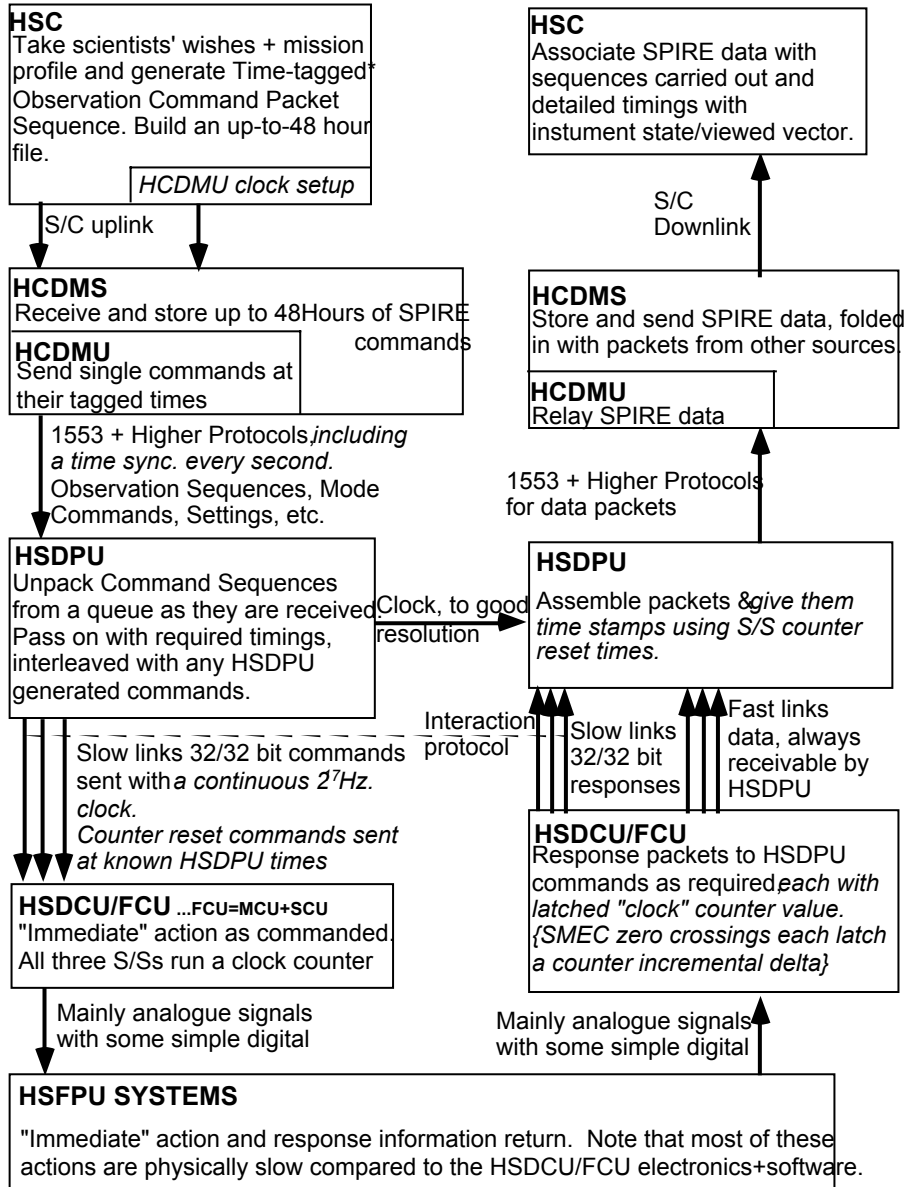 HSC
Take scientists' wishes + mission
profile and generate Time-tagged*
Observation Command Packet
Sequence. Build an up-to-48 hour
file.
HCDMU clock setup
S/C uplink
HCDMS
Receive and store up to 48Hours of SPIRE
commands
HCDMU
Send single commands at
their tagged times
1553 + Higher Protocols,including
a time sync. every second.
Observation Sequences, Mode
Commands, Settings, etc.
HSDPU
Unpack Command Sequences
from a queue as they are received.
Pass on with required timings,
interleaved with any HSDPU
generated commands.
Clock, to good
resolution
Interaction
protocol
Slow links 32/32 bit commands
sent with a continuous 2⁷Hz.
clock.
Counter reset commands sent
at known HSDPU times
HSDCU/FCU ...FCU=MCU+SCU
"Immediate" action as commanded.
All three S/Ss run a clock counter
Mainly analogue signals
with some simple digital
HSFPU SYSTEMS
"Immediate" action and response information return. Note that most of these
actions are physically slow compared to the HSDCU/FCU electronics+software.
HSC
Associate SPIRE data with
sequences carried out and
detailed timings with
instument state/viewed vector.
S/C
Downlink
HCDMS
Store and send SPIRE data, folded
in with packets from other sources.
HCDMU
Relay SPIRE data
1553 + Higher Protocols
for data packets
HSDPU
Assemble packets &give them
time stamps using S/S counter
reset times.
Slow links
32/32 bit
responses
Fast links
data, always
receivable by
HSDPU
HSDCU/FCU
Response packets to HSDPU
commands as required,each with
latched "clock" counter value.
{SMEC zero crossings each latch
a counter incremental delta}
Mainly analogue signals
with some simple digital